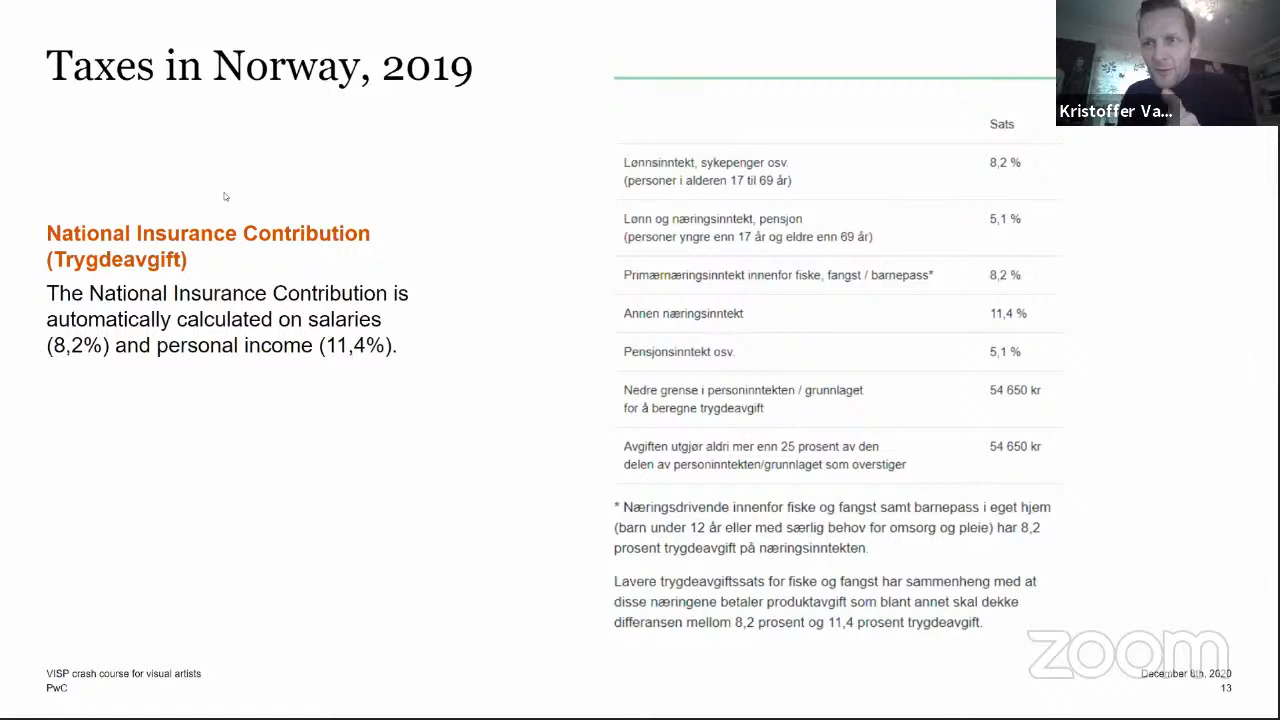 Taxes in Norway, 2019
Kristoffer Va...
National Insurance Contribution
(Trygdeavgift)
The National Insurance Contribution is
automatically calculated on salaries
(8,2%) and personal income (11,4%).
Sats
Lønnsinntekt, sykepenger osv.
(personer i alderen 17 til 69 år)
8,2 %
Lønn og næringsinntekt, pensjon
(personer yngre enn 17 år og eldre enn 69 år)
5,1 %
Primærnæringsinntekt innenfor fiske, fangst / barnepass*
8,2 %
Annen næringsinntekt
11,4 %
Pensjonsinntekt osv.
5,1 %
Nedre grense i personinntekten / grunnlaget
for å beregne trygdeavgift
54 650 kr
Avgiften utgjør aldri mer enn 25 prosent av den
delen av personinntekten/grunnlaget som overstiger
54 650 kr
* Næringsdrivende innenfor fiske og fangst samt barnepass i eget hjem
(barn under 12 år eller med særlig behov for omsorg og pleie) har 8,2
prosent trygdeavgift på næringsinntekten.
Lavere trygdeavgiftssats for fiske og fangst har sammenheng med at
disse næringene betaler produktavgift som blant annet skal dekke
differansen mellom 8,2 prosent og 11,4 prosent trygdeavgift.
VISP crash course for visual artists
PwC
zoom
December 8th, 2020
13